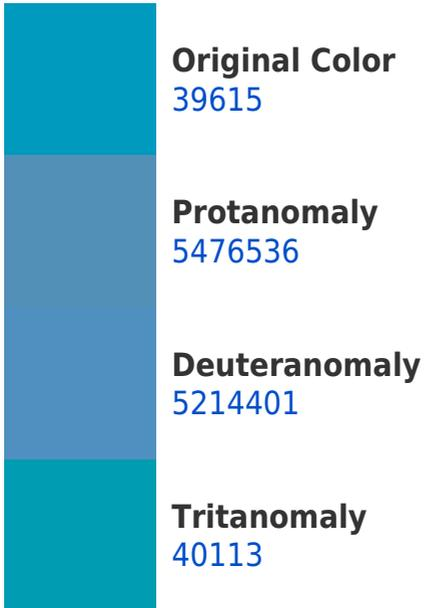 Original Color
39615
Protanomaly
5476536
Deuteranomaly
5214401
Tritanomaly
40113